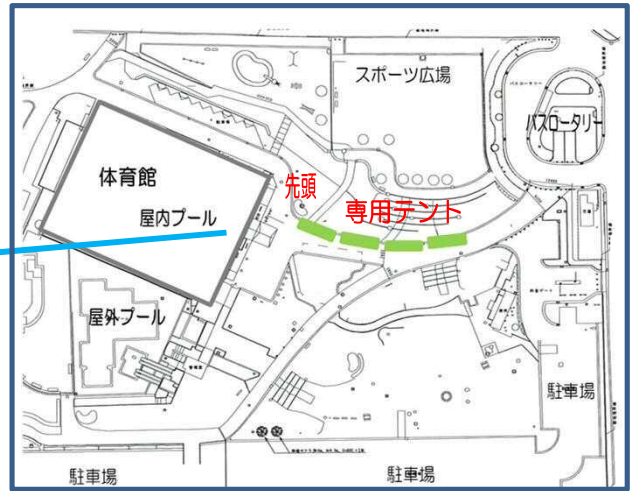 スポーツ広場
バスロータリー
体育館
先頭
屋内プール
専用テント
屋外プール
駐車場
駐車場
駐車場